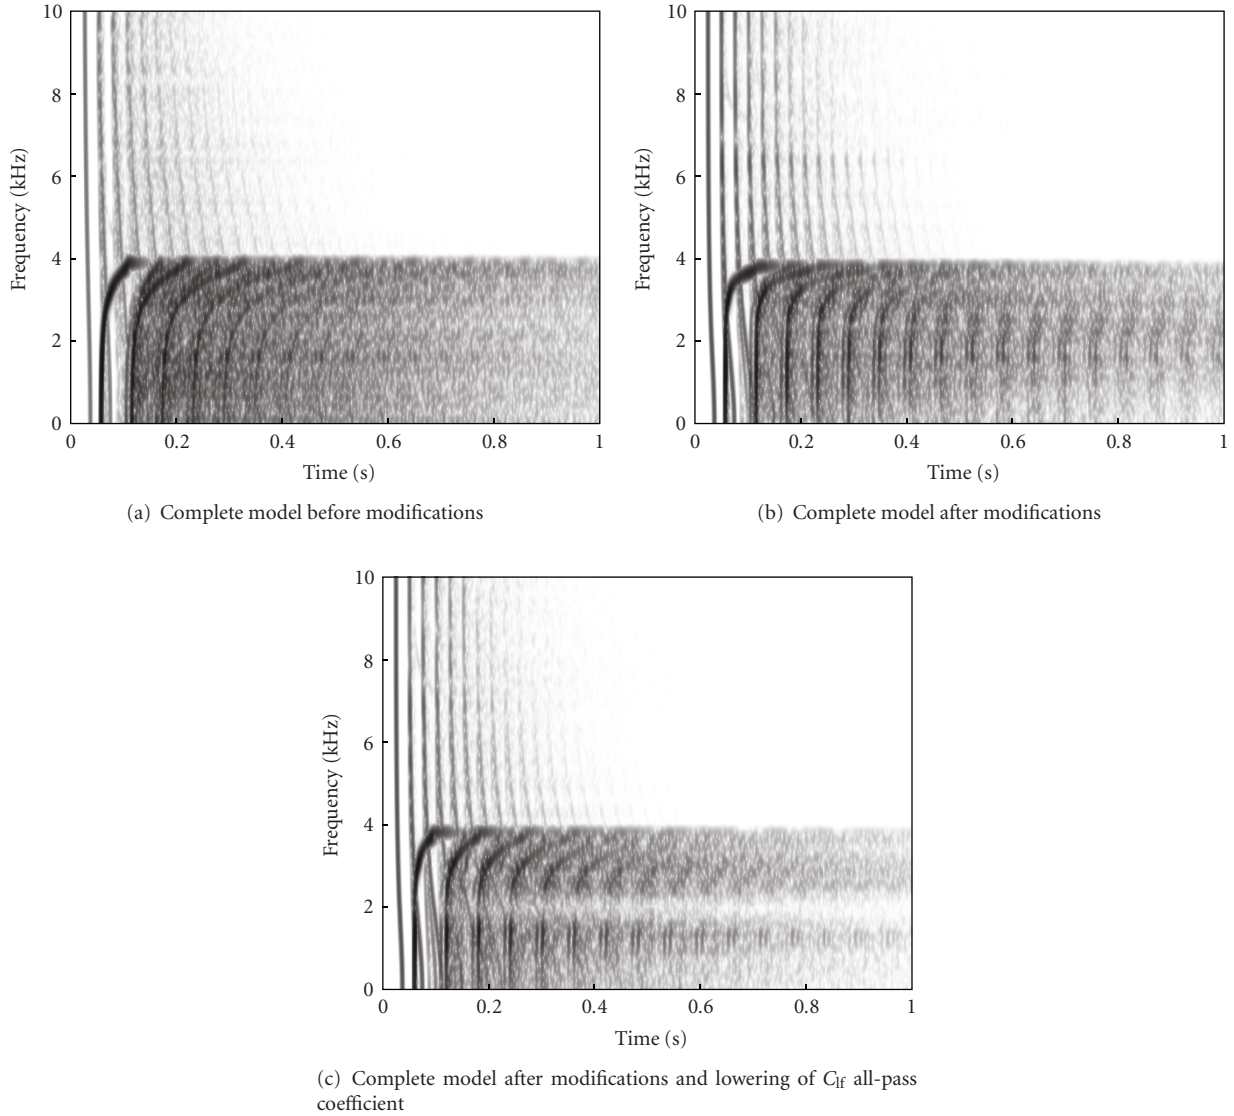 10
8
6
4
2
0
Frequency (kHz)
0 0.2 0.4 0.6 0.8 1
Time (s)
(a) Complete model before modifications
10
8
6
4
2
0
Frequency (kHz)
0 0.2 0.4 0.6 0.8 1
Time (s)
(b) Complete model after modifications
10
8
6
4
2
0
Frequency (kHz)
0 0.2 0.4 0.6 0.8 1
Time (s)
(c) Complete model after modifications and lowering of Clf all-pass
coefficient